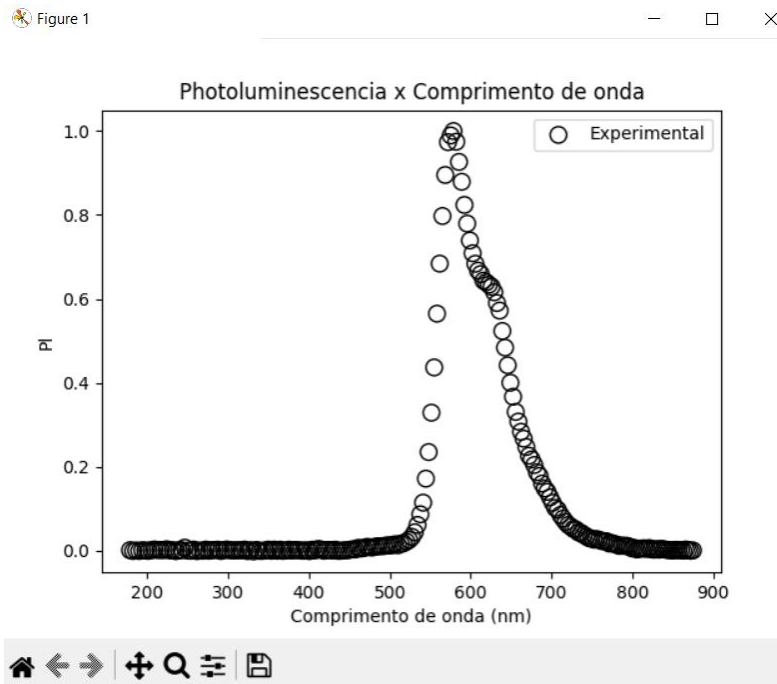 Figure 1
Photoluminescencia x Comprimento de onda
Experimental
1.0
0.8
0.6
0.4
0.2
0.0
Pl
200 300 400 500 600 700 800 900
Comprimento de onda (nm)